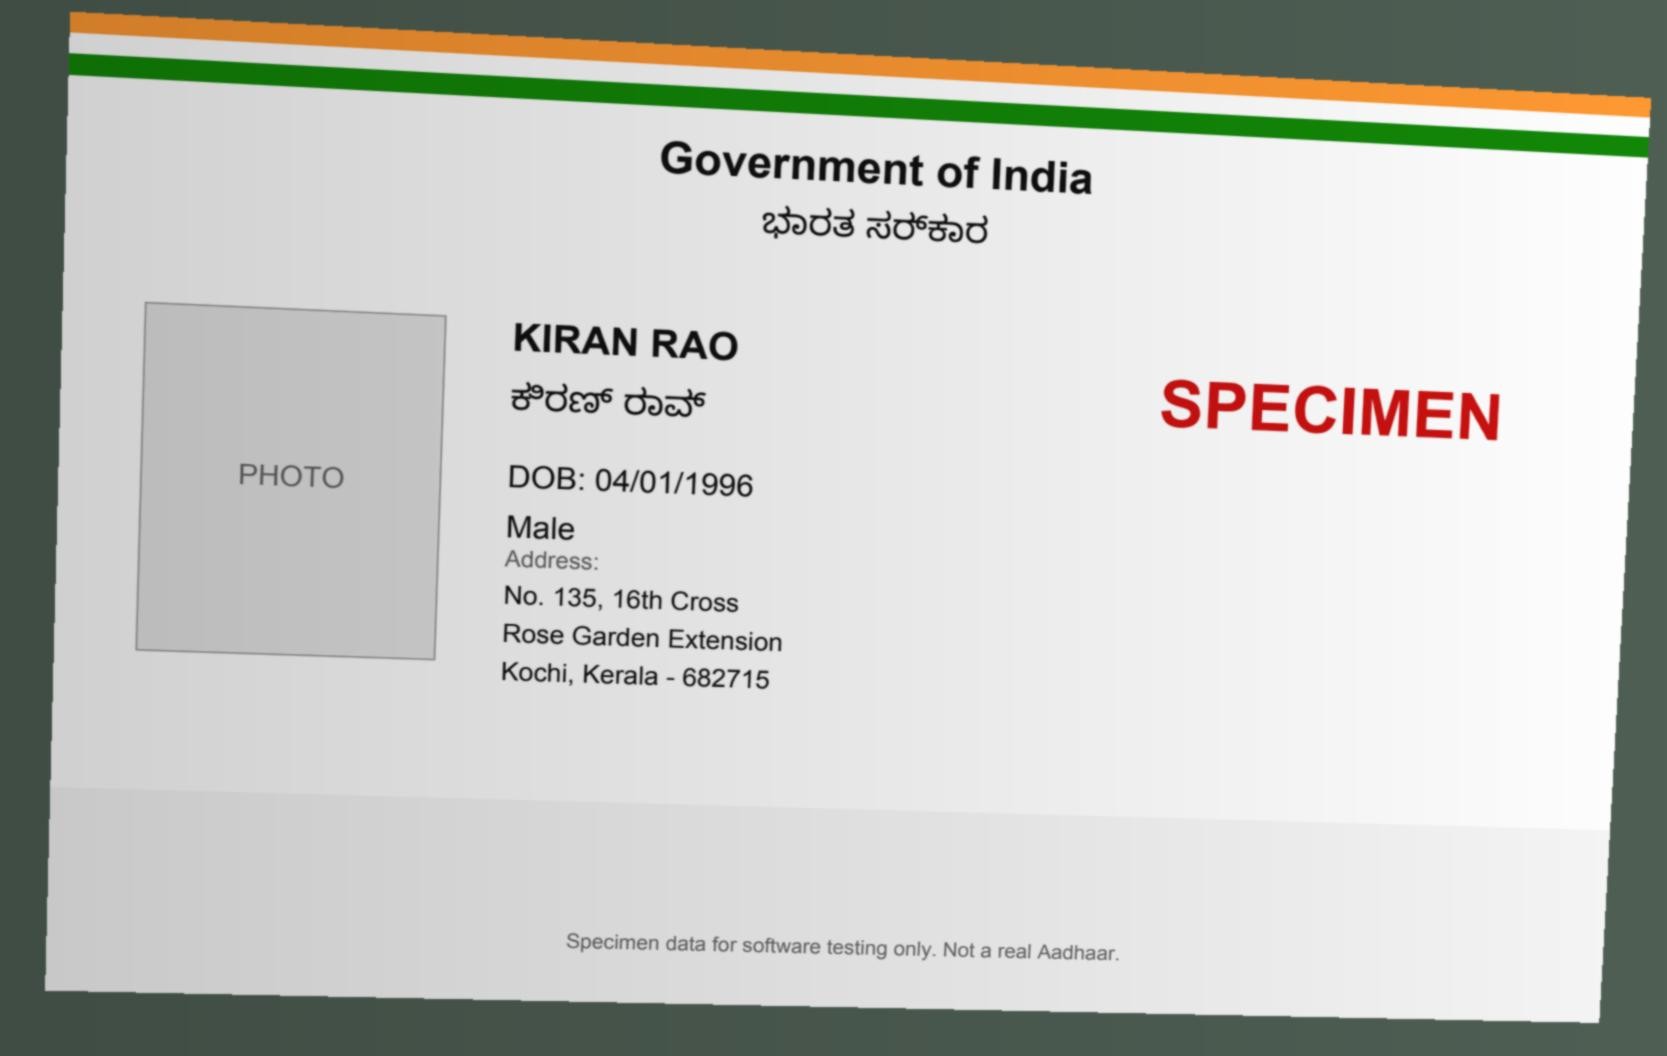 Government of India
ಭಾರತ ಸರ್ಕಾರ
KIRAN RAO
ಕಿರಣ್ ರಾವ್
SPECIMEN
PHOTO
DOB: 04/01/1996
Male
Address:
No. 135, 16th Cross
Rose Garden Extension
Kochi, Kerala - 682715
Specimen data for software testing only. Not a real Aadhaar.